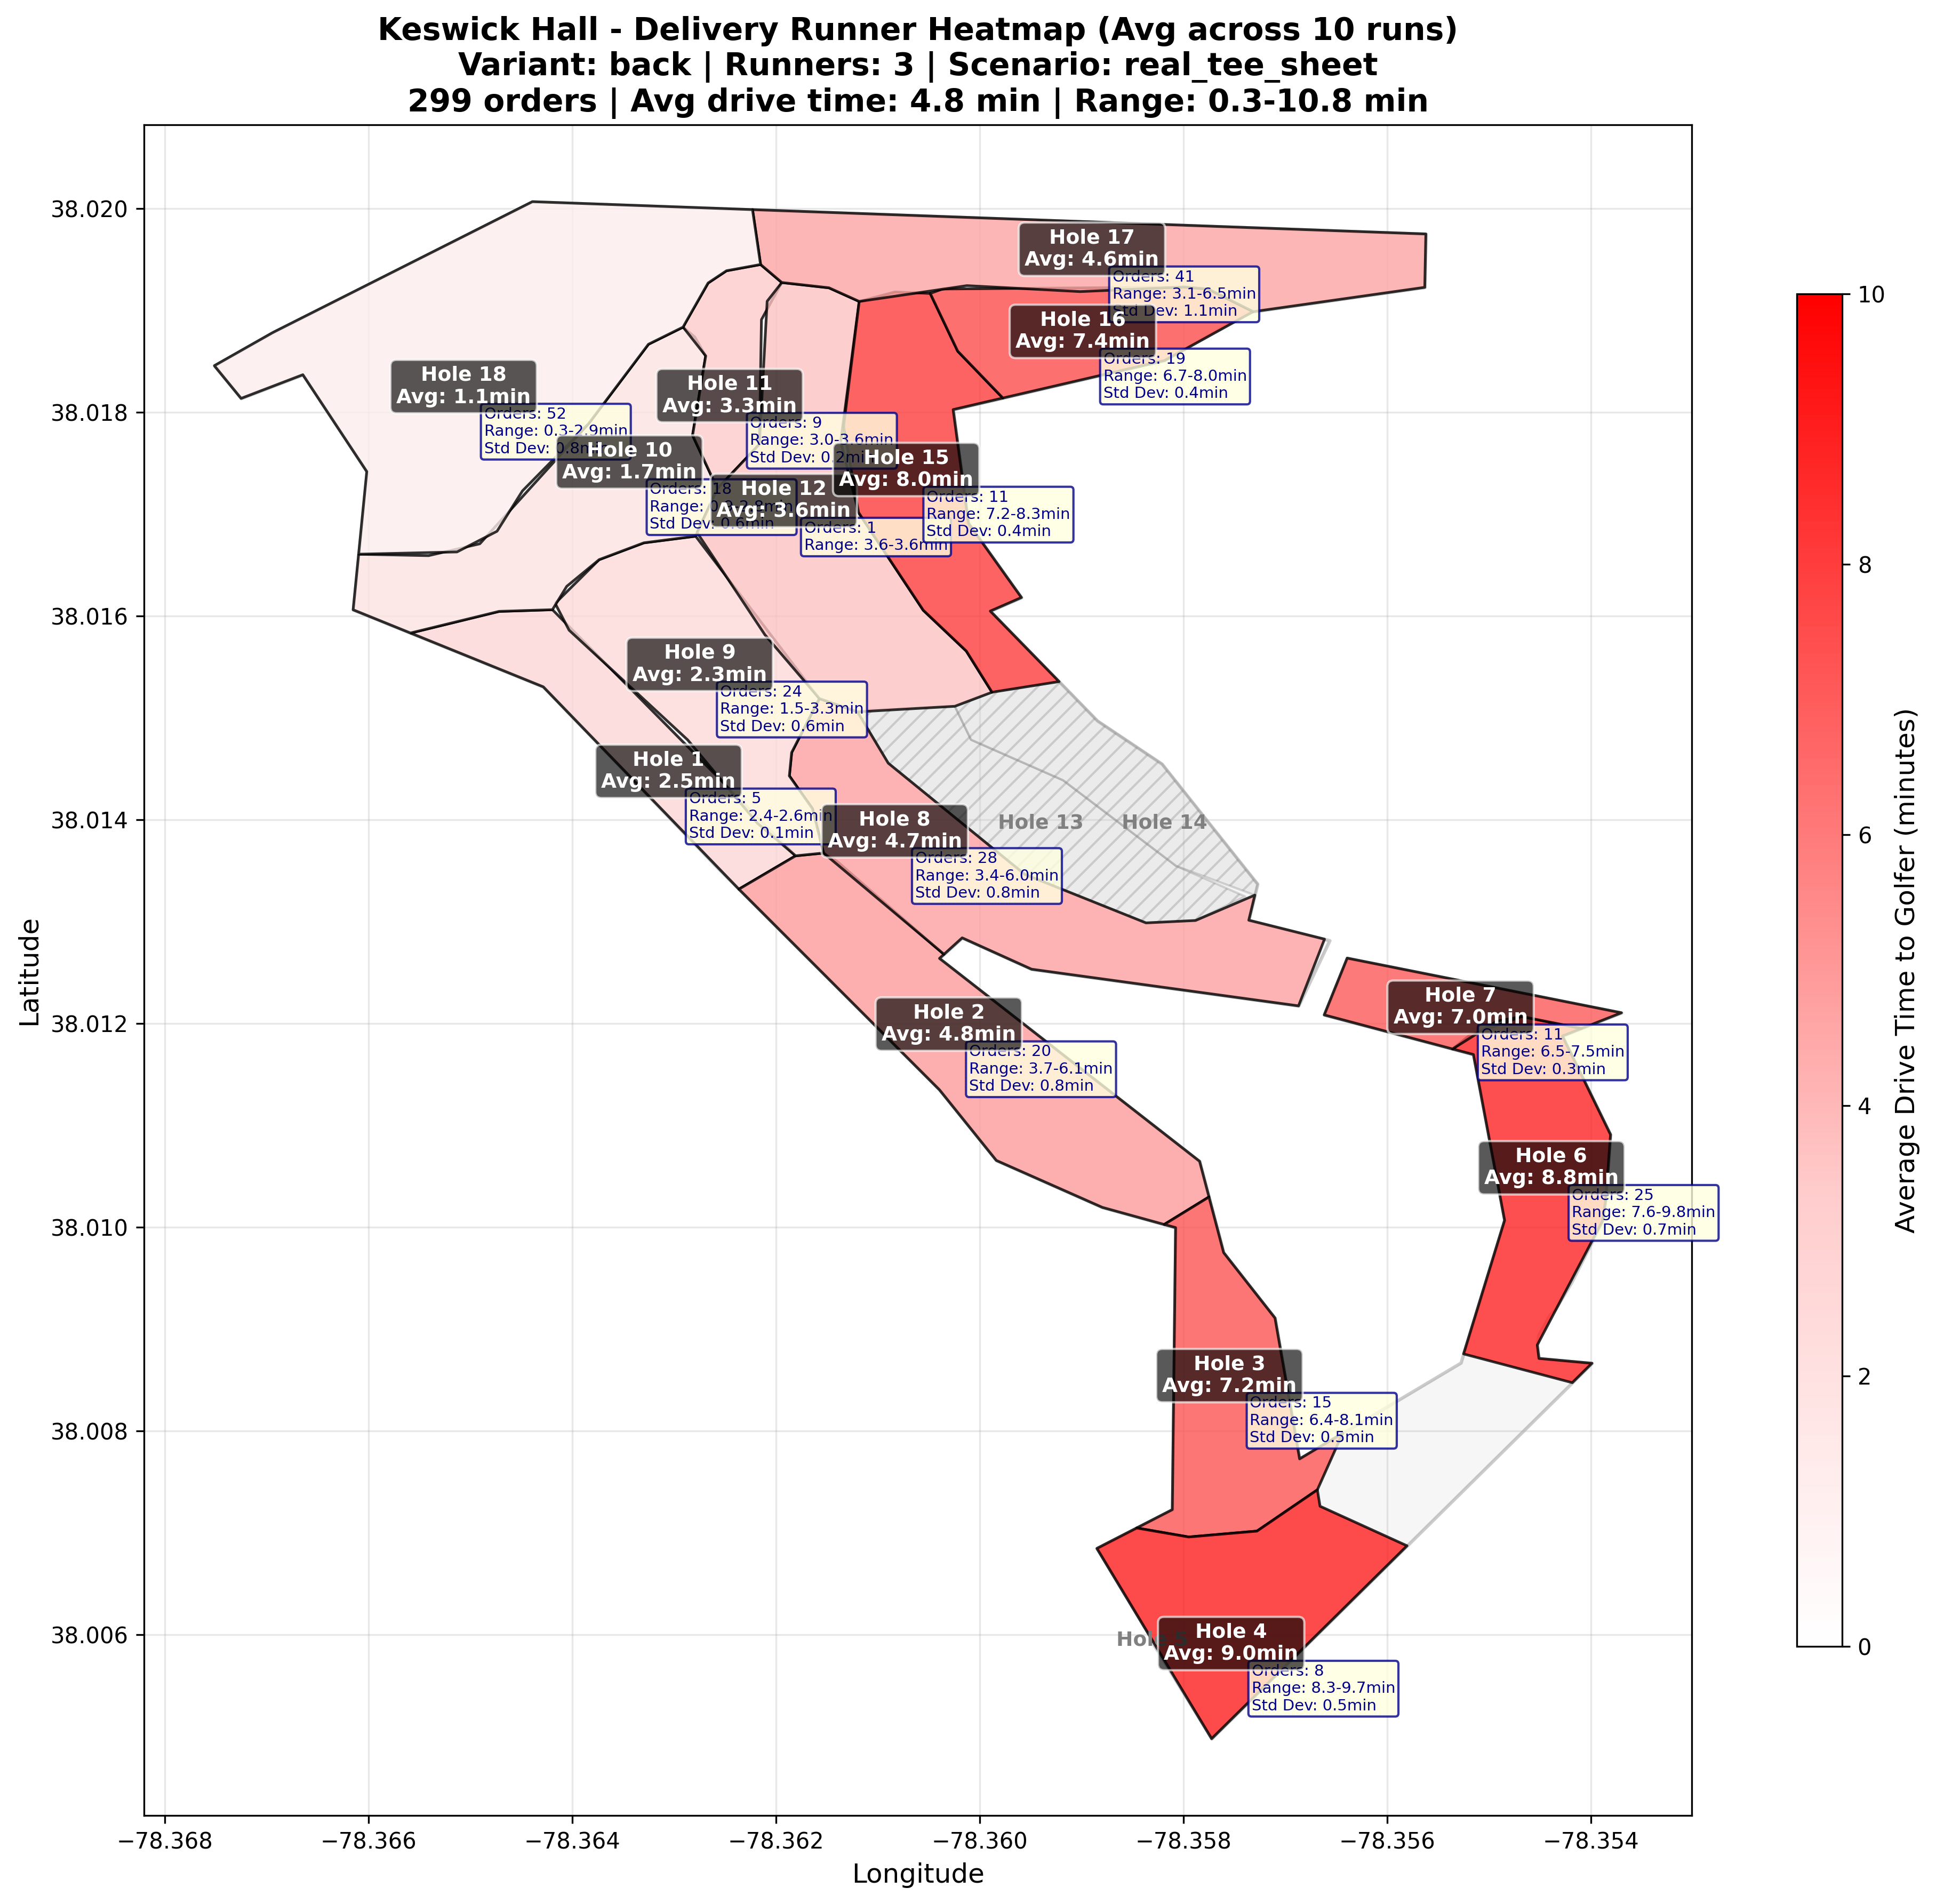 Keswick Hall - Delivery Runner Heatmap (Avg across 10 runs)
Variant: back | Runners: 3 | Scenario: real_tee_sheet
299 orders | Avg drive time: 4.8 min | Range: 0.3-10.8 min
Latitude
38.020
38.018
38.016
38.014
38.012
38.010
38.008
38.006
Hole 17
Avg: 4.6min
Orders: 41
Range: 3.1-6.5min
Std Dev: 1.1min
Hole 16
Avg: 7.4min
Orders: 19
Range: 6.7-8.0min
Std Dev: 0.4min
Hole 18
Avg: 1.1min
Orders: 52
Range: 0.3-2.9min
Std Dev: 0.8min
Hole 11
Avg: 3.3min
Orders: 9
Range: 3.0-3.6min
Std Dev: 0.2min
Hole 10
Avg: 1.7min
Orders: 18
Range:
Std Dev: 0.6min
Hole 15
Avg: 8.0min
Orders: 11
Range: 7.2-8.3min
Std Dev: 0.4min
Hole 12
Avg: 3.6min
Orders: 1
Range: 3.6-3.6min
Hole 9
Avg: 2.3min
Orders: 24
Range: 1.5-3.3min
Std Dev: 0.6min
Hole 1
Avg: 2.5min
Orders: 5
Range: 2.4-2.6min
Std Dev: 0.1min
Hole 8
Avg: 4.7min
Orders: 28
Range: 3.4-6.0min
Std Dev: 0.8min
Hole 13
Hole 14
Hole 2
Avg: 4.8min
Orders: 20
Range: 3.7-6.1min
Std Dev: 0.8min
Hole 7
Avg: 7.0min
Orders: 11
Range: 6.5-7.5min
Std Dev: 0.3min
Hole 6
Avg: 8.8min
Orders: 25
Range: 7.6-9.8min
Std Dev: 0.7min
Hole 3
Avg: 7.2min
Orders: 15
Range: 6.4-8.1min
Std Dev: 0.5min
Hole 5
Hole 4
Avg: 9.0min
Orders: 8
Range: 8.3-9.7min
Std Dev: 0.5min
−78.368
−78.366
−78.364
−78.362
−78.360
−78.358
−78.356
−78.354
Longitude
10
8
6
4
2
0
Average Drive Time to Golfer (minutes)